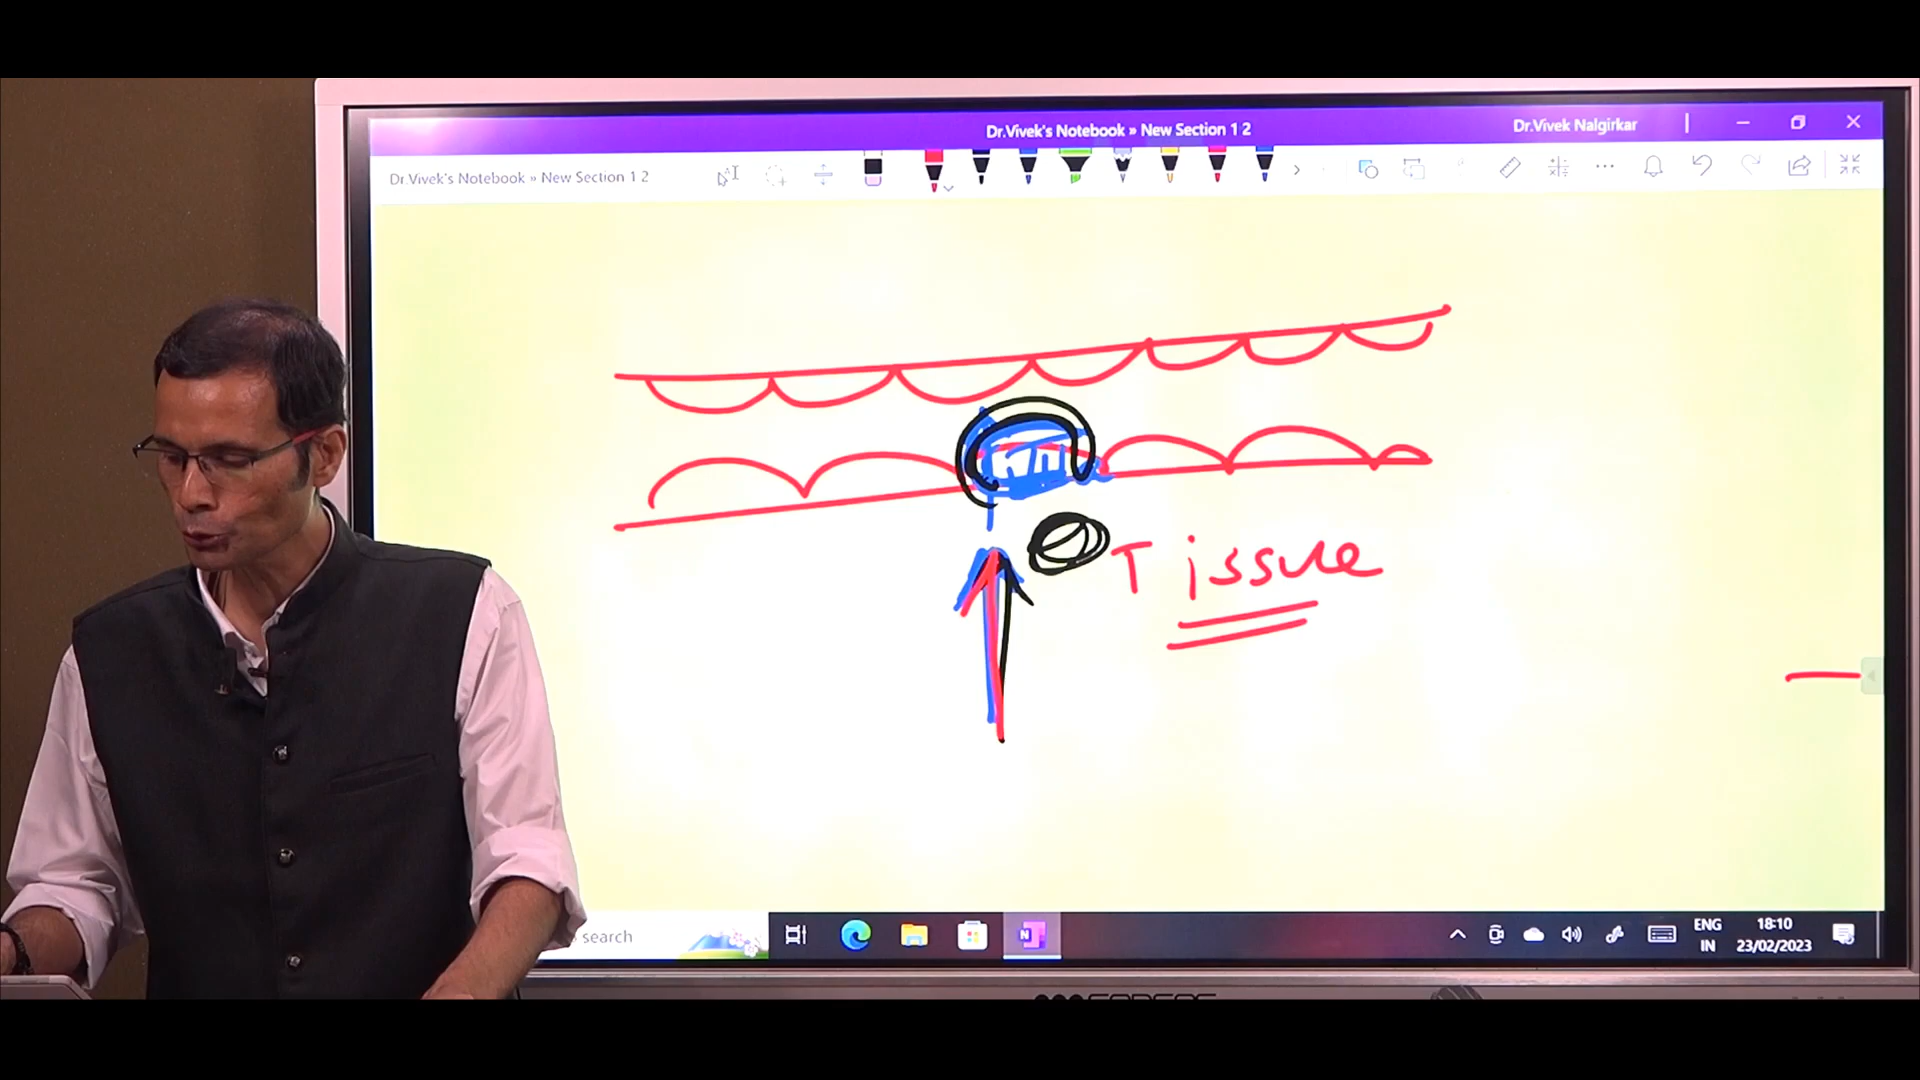 Dr.Vivek's Notebook » New Section 1 2
Dr.Vivek Nalgirkar
Dr.Vivek's Notebook » New Section 1 2
Tissue
search
ENG
IN
18:10
23/02/2023